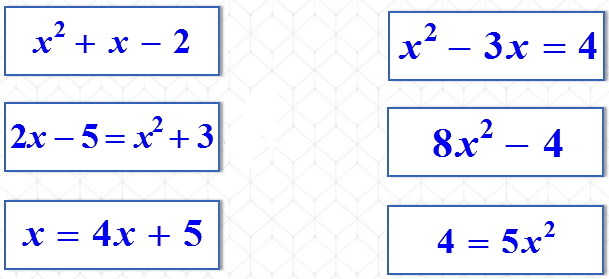 x² + x − 2
x² − 3x = 4
2x − 5 = x² + 3
8x² − 4
x = 4x + 5
4 = 5x²